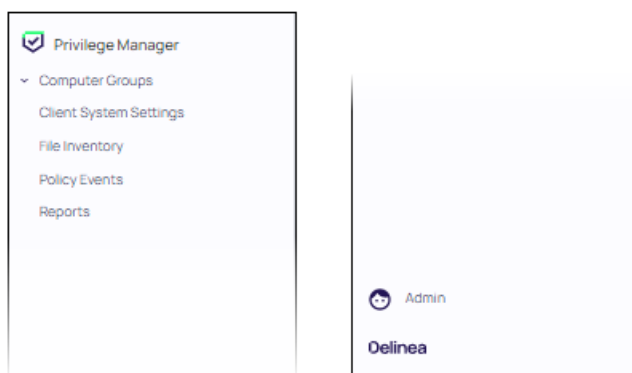 Privilege Manager
Computer Groups
Client System Settings
File Inventory
Policy Events
Reports
Admin
Delinea